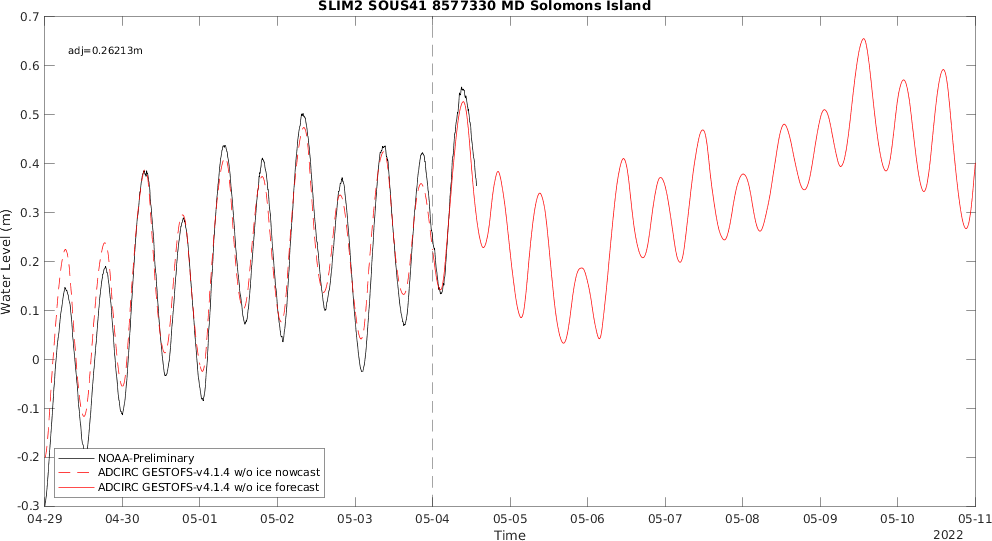 SLIM2 SOUS41 8577330 MD Solomons Island
adj=0.26213m
Water Level (m)
0.7
0.6
0.5
0.4
0.3
0.2
0.1
0
-0.1
-0.2
-0.3
NOAA-Preliminary
ADCIRC GESTOFS-v4.1.4 w/o ice nowcast
ADCIRC GESTOFS-v4.1.4 w/o ice forecast
04-29 04-30 05-01 05-02 05-03 05-04 05-05 05-06 05-07 05-08 05-09 05-10 05-11
Time
2022